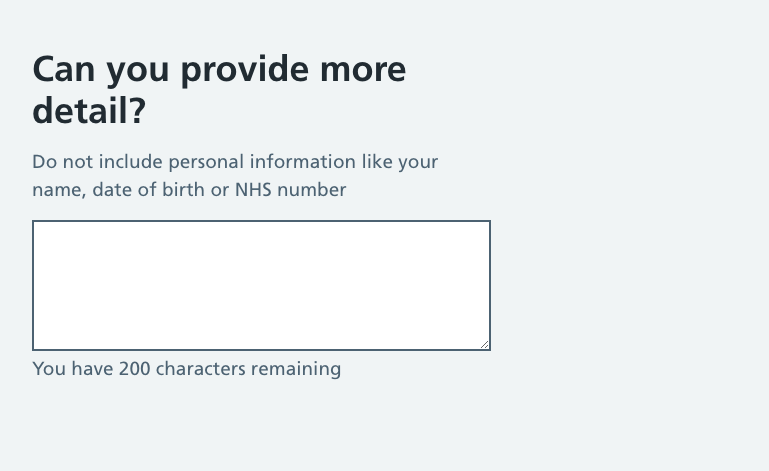 Can you provide more
detail?
Do not include personal information like your
name, date of birth or NHS number
You have 200 characters remaining